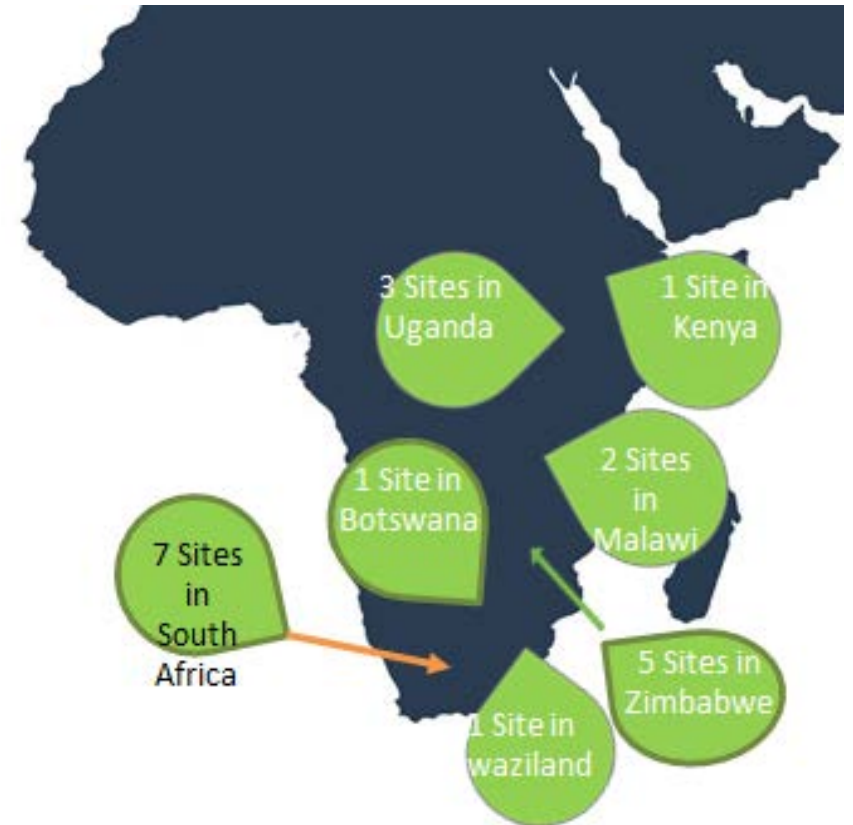 3 Sites in
Uganda
1 Site in
Kenya
2 Sites
in
Malawi
1 Site in
Botswana
7 Sites
in
South
Africa
5 Sites in
Zimbabwe
1 Site in
waziland